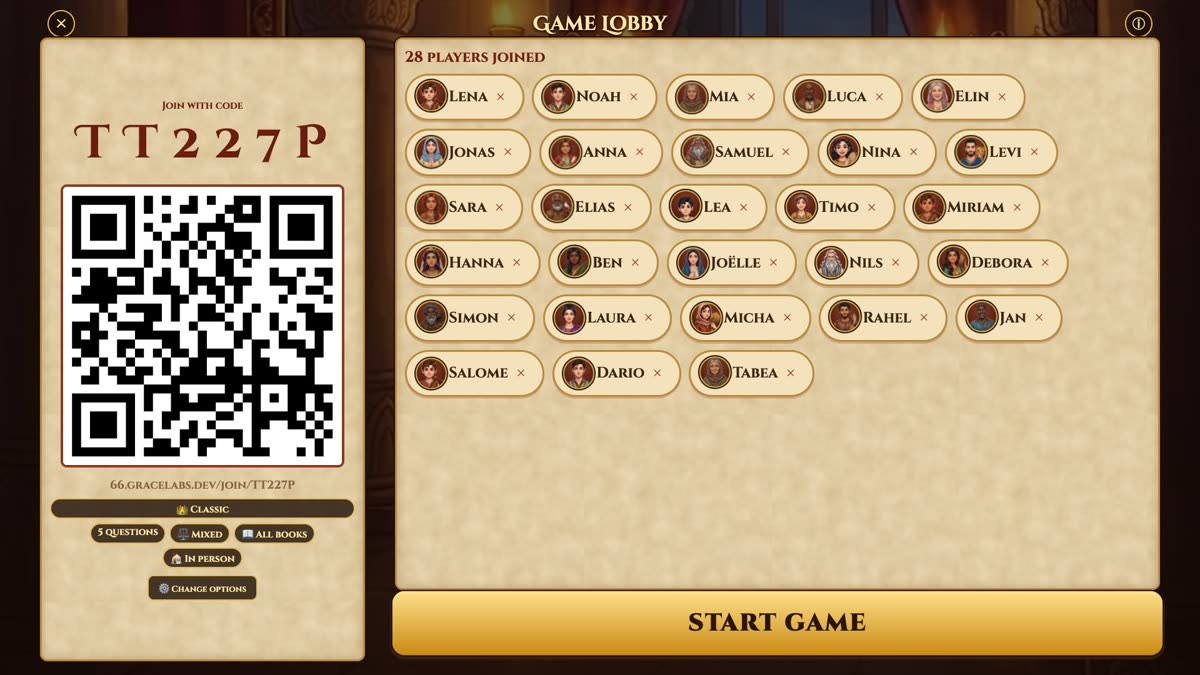 Game Lobby
Join with code
TT227P
66.gracelabs.dev/join/TT227P
Classic
5 questions
Mixed
All books
In person
Change options
28 players joined
Lena × Noah × Mia × Luca × Elin ×
Jonas × Anna × Samuel × Nina × Levi ×
Sara × Elias × Lea × Timo × Miriam ×
Hanna × Ben × Joëlle × Nils × Debora ×
Simon × Laura × Micha × Rahel × Jan ×
Salome × Dario × Tabea ×
START GAME